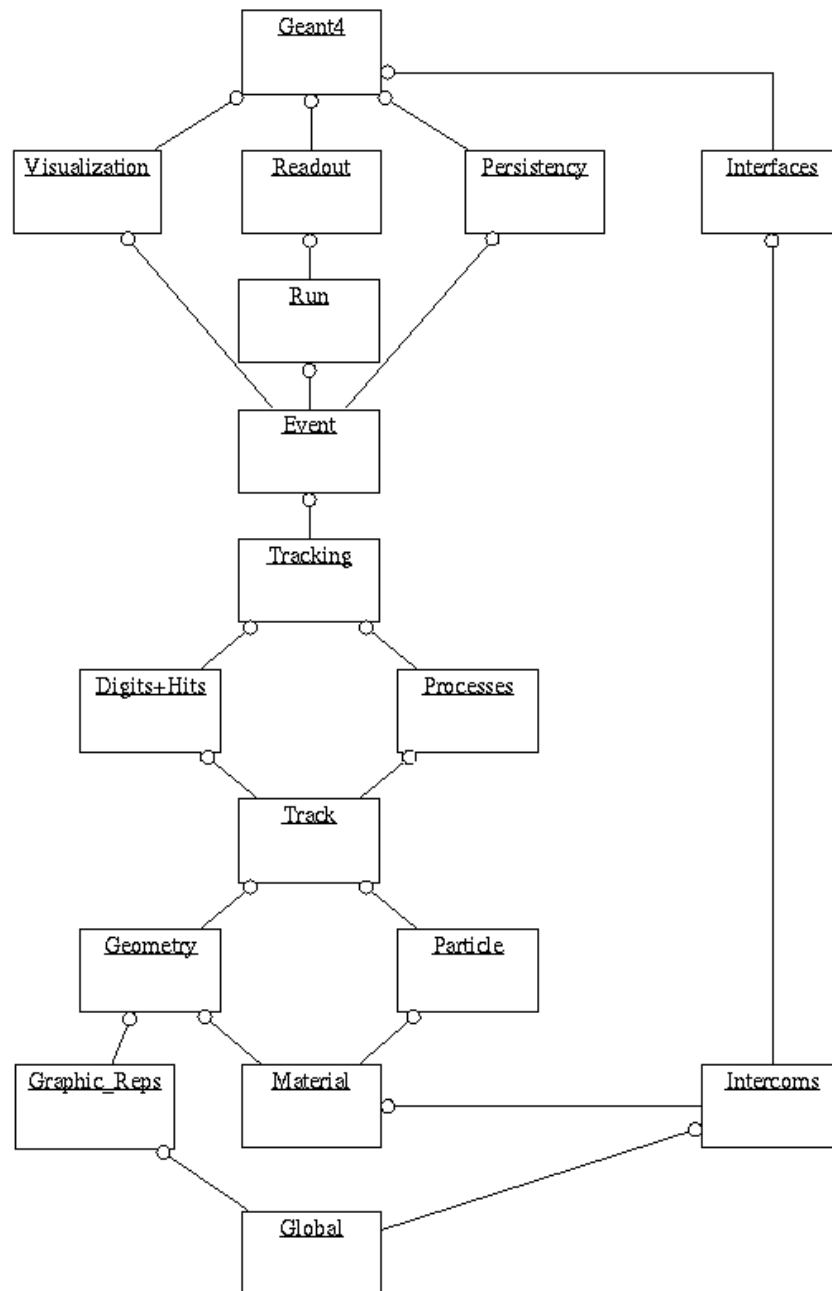 Geant4
Visualization
Readout
Persistency
Interfaces
Run
Event
Tracking
Digits+Hits
Processes
Track
Geometry
Particle
Graphic_Reps
Material
Intercoms
Global